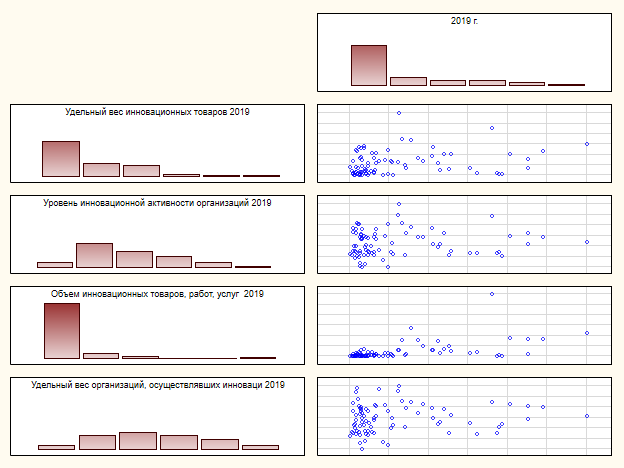 2019 г.
Удельный вес инновационных товаров 2019
Уровень инновационной активности организаций 2019
Объем инновационных товаров, работ, услуг  2019
Удельный вес организаций, осуществлявших инноваци 2019